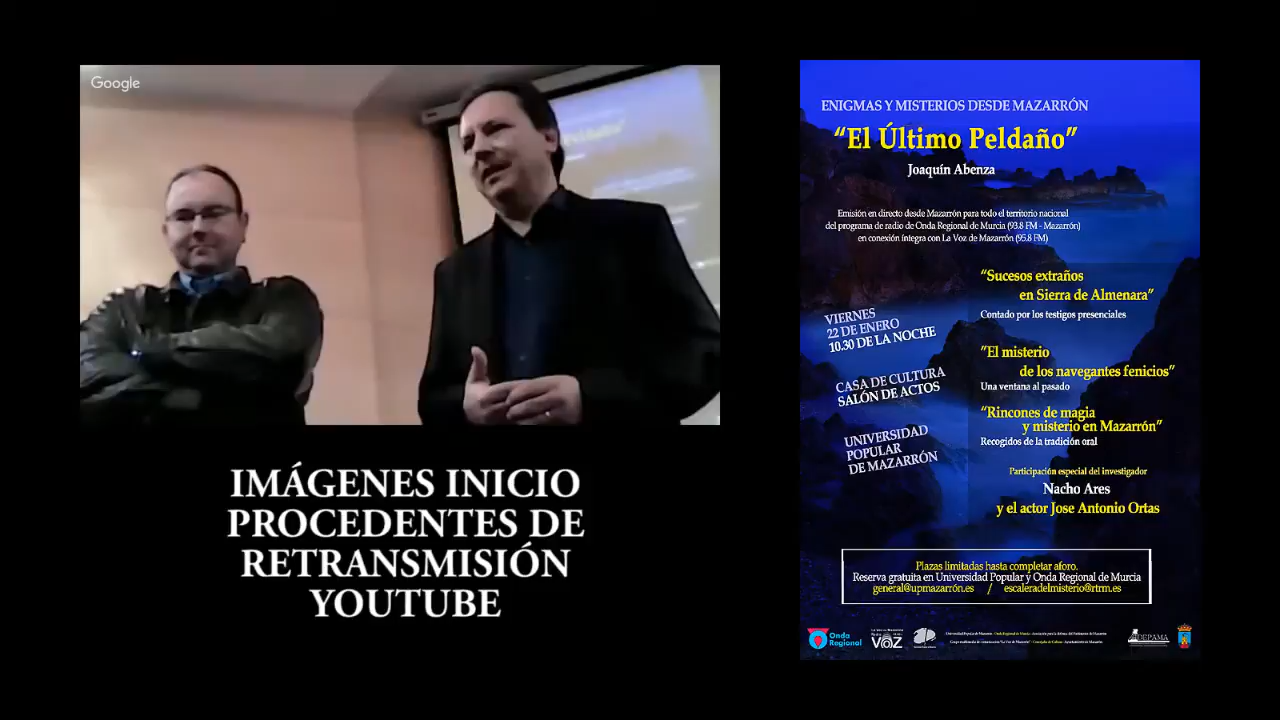 Google
IMÁGENES INICIO
PROCEDENTES DE
RETRANSMISIÓN
YOUTUBE
ENIGMAS Y MISTERIOS DESDE MAZARRÓN
“El Último Peldaño”
Joaquín Abenza
Emisión en directo desde Mazarrón para todo el territorio nacional
del programa de radio de Onda Regional de Murcia (93.8 FM - Mazarrón)
en conexión íntegra con La Voz de Mazarrón (95.8 FM)
“Sucesos extraños
en Sierra de Almenara”
Contado por los testigos presenciales
VIERNES
22 DE ENERO
10.30 DE LA NOCHE
“El misterio
de los navegantes fenicios”
Una ventana al pasado
CASA DE CULTURA
SALÓN DE ACTOS
“Rincones de magia
y misterio en Mazarrón”
Recogidos de la tradición oral
UNIVERSIDAD
POPULAR
DE MAZARRÓN
Participación especial del investigador
Nacho Ares
y el actor Jose Antonio Ortas
Plazas limitadas hasta completar aforo.
Reserva gratuita en Universidad Popular y Onda Regional de Murcia
general@upmazarrón.es / escaleradelmisterio@rtrm.es
Onda
Regional
VOZ